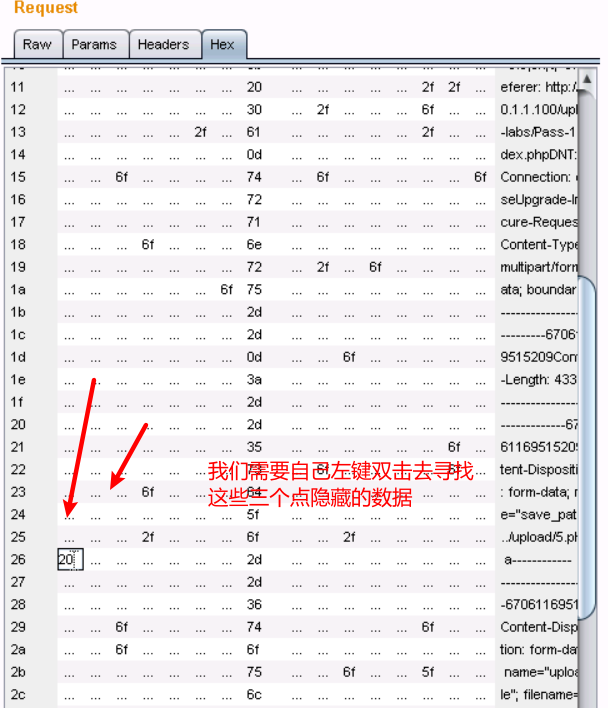 Request
Raw Params Headers Hex
11 ... ... ... ... ... ... ... 20 ... ... ... ... ... 2f 2f ... eferer: http:/
12 ... ... ... ... ... ... ... 30 ... 2f ... ... ... 6f ... ... 0.1.1.100/upl
13 ... ... ... ... ... 2f ... 61 ... ... ... ... ... 2f ... ... -labs/Pass-1
14 ... ... ... ... ... ... ... 0d ... ... ... ... ... ... ... ... dex.phpDNT:
15 ... ... 6f ... ... ... ... 74 ... 6f ... ... ... ... ... 6f Connection:
16 ... ... ... ... ... ... ... 72 ... ... ... ... ... ... ... ... seUpgrade-In
17 ... ... ... ... ... ... ... 71 ... ... ... ... ... ... ... ... cure-Reques
18 ... ... ... 6f ... ... ... 6e ... ... ... ... ... ... ... ... Content-Type
19 ... ... ... ... ... ... ... 72 ... 2f ... 6f ... ... ... ... multipart/form
1a ... ... ... ... ... ... 6f 75 ... ... ... ... ... ... ... ... ata; boundar
1b ... ... ... ... ... ... ... 2d ... ... ... ... ... ... ... ... ----------------
1c ... ... ... ... ... ... ... 2d ... ... ... ... ... ... ... ... ---------6706
1d ... ... ... ... ... ... ... 0d ... ... 6f ... ... ... ... ... 9515209Con
1e ... ... ... ... ... ... ... 3a ... ... ... ... ... ... ... ... -Length: 433
1f ... ... ... ... ... ... ... 2d ... ... ... ... ... ... ... ... ----------------
20 ... ... ... ... ... ... ... 2d ... ... ... ... ... ... ... ... -------------67
21 ... ... ... ... ... ... ... 35 ... ... ... ... ... ... 6f ... 6116951520
22 ... ... ... ... ... ... ... ... 6f ... ... ... ... 6f ... tent-Dispositi
我们需要自己左键双击去寻找
23 ... ... ... 6f ... ... ... 64 ... ... ... ... ... ... ... ... : form-data; n
这些三个点隐藏的数据
24 ... ... ... ... ... ... ... 5f ... ... ... ... ... ... ... ... e="save_pat
25 ... ... ... 2f ... ... ... 6f ... ... 2f ... ... ... ... ... ../upload/5.ph
26 20 ... ... ... ... ... ... 2d ... ... ... ... ... ... ... ... a------------
27 ... ... ... ... ... ... ... 2d ... ... ... ... ... ... ... ... ----------------
28 ... ... ... ... ... ... ... 36 ... ... ... ... ... ... ... ... -6706116951
29 ... ... 6f ... ... ... ... 74 ... ... ... ... ... 6f ... ... Content-Disp
2a ... ... 6f ... ... ... ... 6f ... ... ... ... ... ... ... ... tion: form-da
2b ... ... ... ... ... ... ... 75 ... ... 6f ... 5f ... ... ... name="uploa
2c ... ... ... ... ... ... ... 6c ... ... ... ... ... ... ... ... le"; filename=